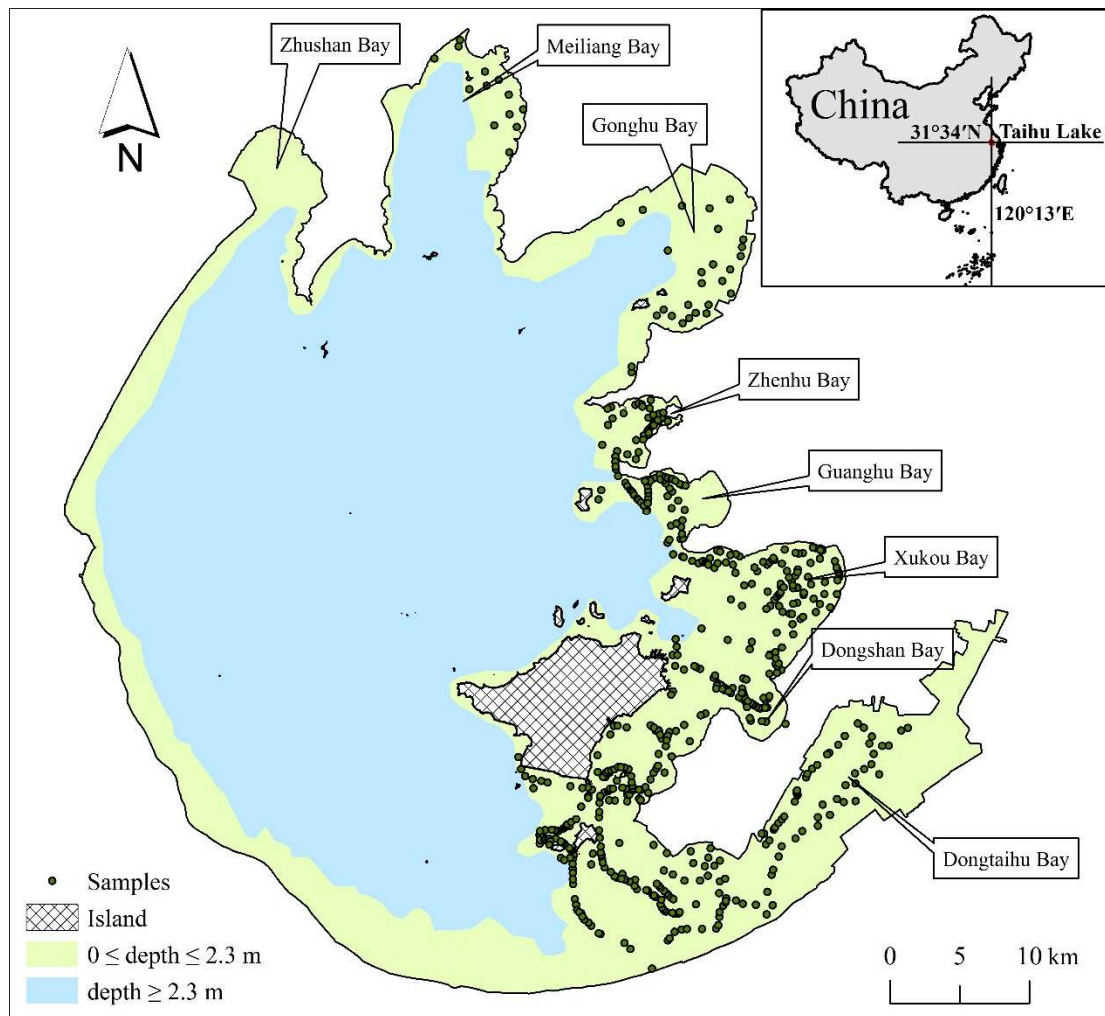 Zhushan Bay
Meiliang Bay
Gonghu Bay
China
31°34′N
Taihu Lake
120°13′E
N
Zhenhu Bay
Guanghu Bay
Xukou Bay
Dongshan Bay
Dongtaihu Bay
Samples
Island
0 ≤ depth ≤ 2.3 m
depth ≥ 2.3 m
0 5 10 km